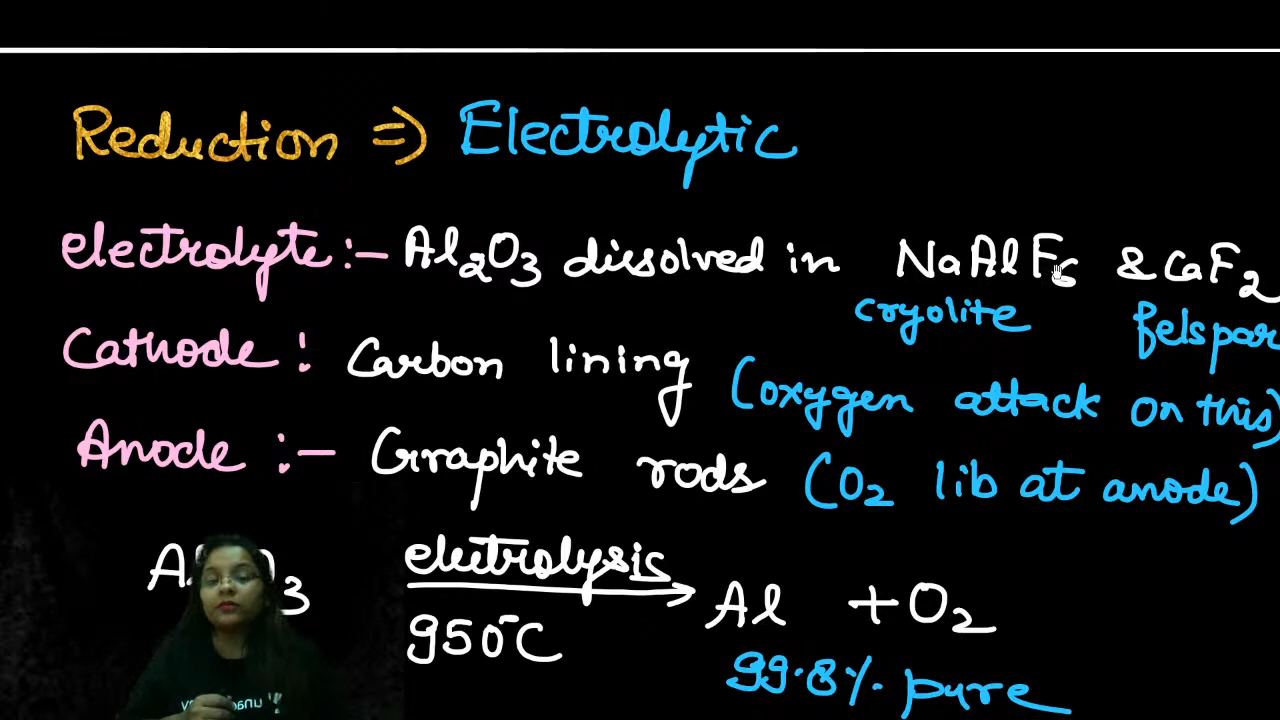 Reduction => Electrolytic
electrolyte :- Al2O3 dissolved in NaAlF6 & CaF2
cryolite felspar
Cathode : Carbon lining (oxygen attack on this)
Anode :- Graphite rods (O2 lib at anode)
electrolysis
Al 3 → Al + O2
950°C
99.8% pure